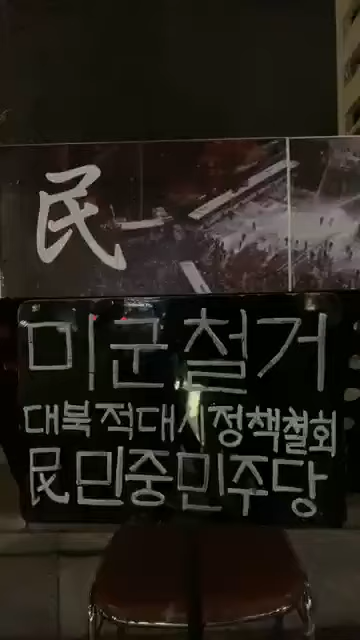 民
미군철거
대북적대시정책철회
民민중민주당